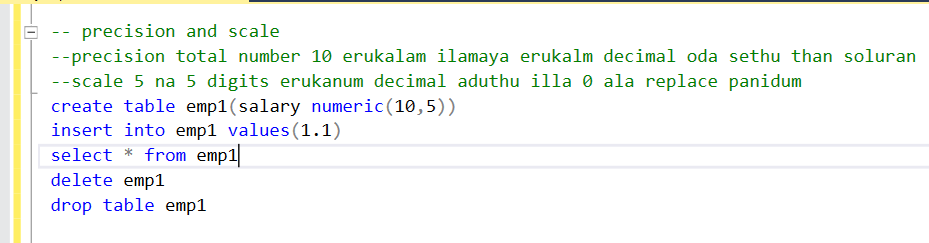 -- precision and scale
--precision total number 10 erukalam ilamaya erukalm decimal oda sethu than soluran
--scale 5 na 5 digits erukanum decimal aduthu illa 0 ala replace panidum
create table emp1(salary numeric(10,5))
insert into emp1 values(1.1)
select * from emp1
delete emp1
drop table emp1